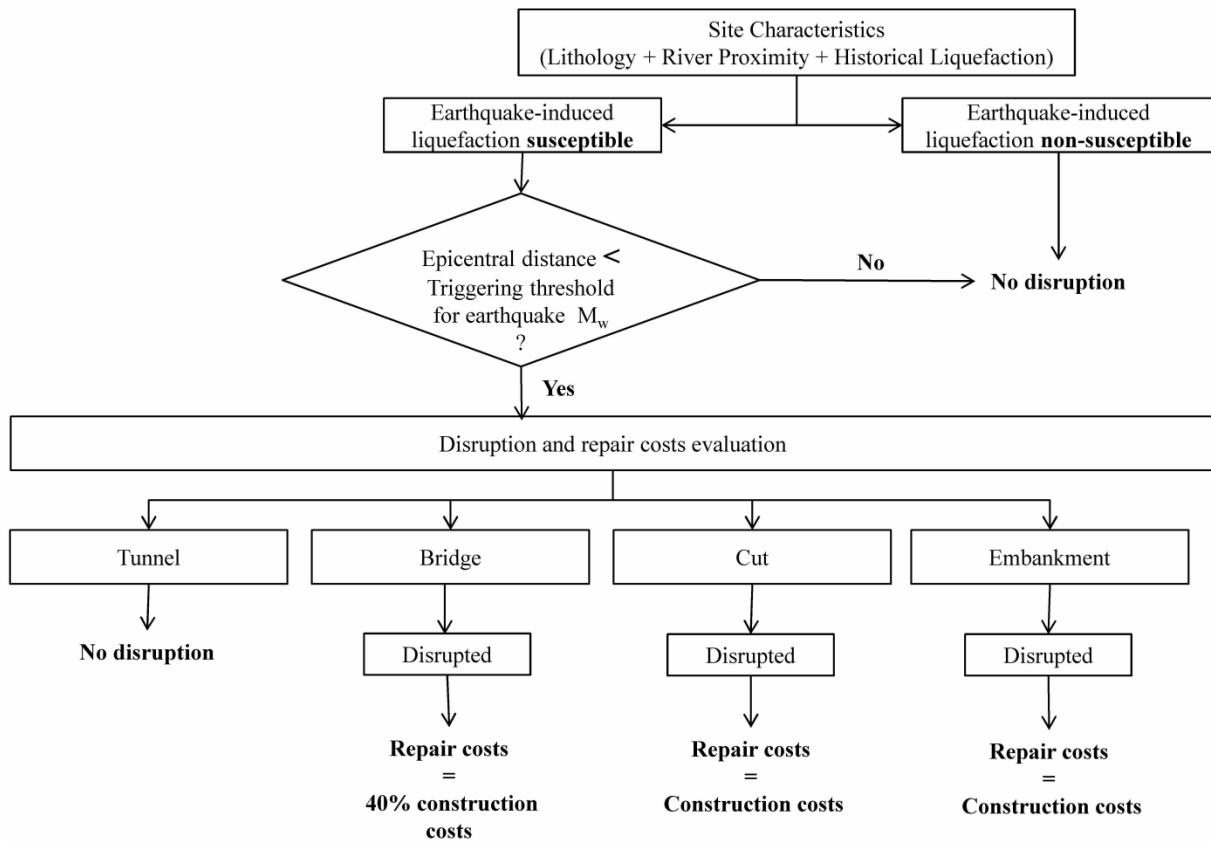 Site Characteristics
(Lithology + River Proximity + Historical Liquefaction)
Earthquake-induced
liquefaction susceptible
Earthquake-induced
liquefaction non-susceptible
Epicentral distance <
Triggering threshold
for earthquake Mw
?
No
No disruption
Yes
Disruption and repair costs evaluation
Tunnel
Bridge
Cut
Embankment
No disruption
Disrupted
Disrupted
Disrupted
Repair costs
=
40% construction
costs
Repair costs
=
Construction costs
Repair costs
=
Construction costs